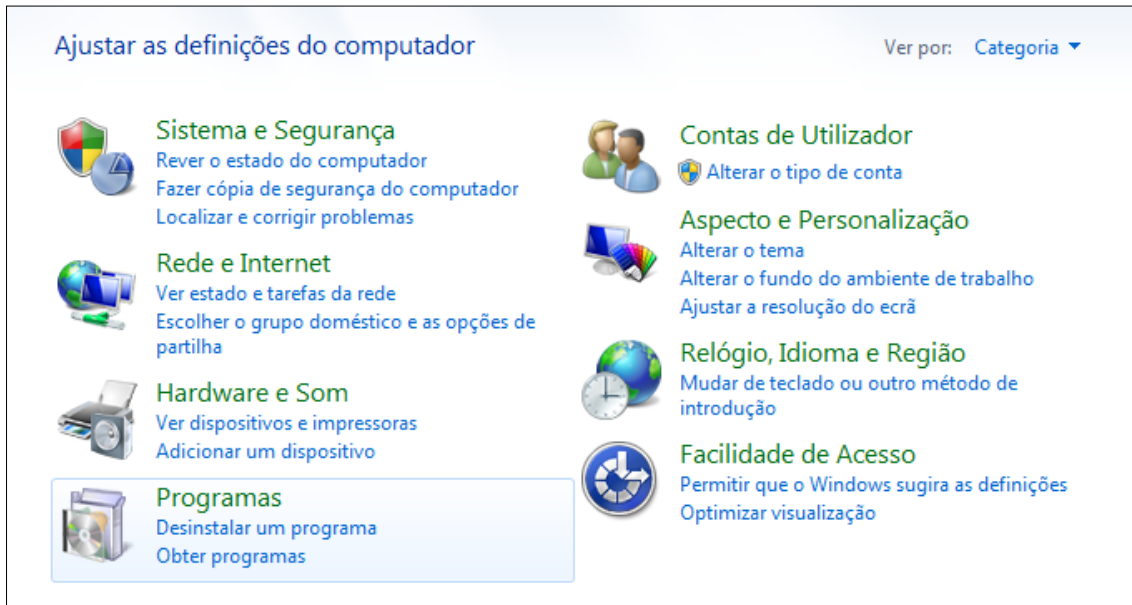 Ajustar as definições do computador
Ver por: Categoria
Sistema e Segurança
Rever o estado do computador
Fazer cópia de segurança do computador
Localizar e corrigir problemas
Rede e Internet
Ver estado e tarefas da rede
Escolher o grupo doméstico e as opções de
partilha
Hardware e Som
Ver dispositivos e impressoras
Adicionar um dispositivo
Programas
Desinstalar um programa
Obter programas
Contas de Utilizador
Alterar o tipo de conta
Aspecto e Personalização
Alterar o tema
Alterar o fundo do ambiente de trabalho
Ajustar a resolução do ecrã
Relógio, Idioma e Região
Mudar de teclado ou outro método de
introdução
Facilidade de Acesso
Permitir que o Windows sugira as definições
Optimizar visualização